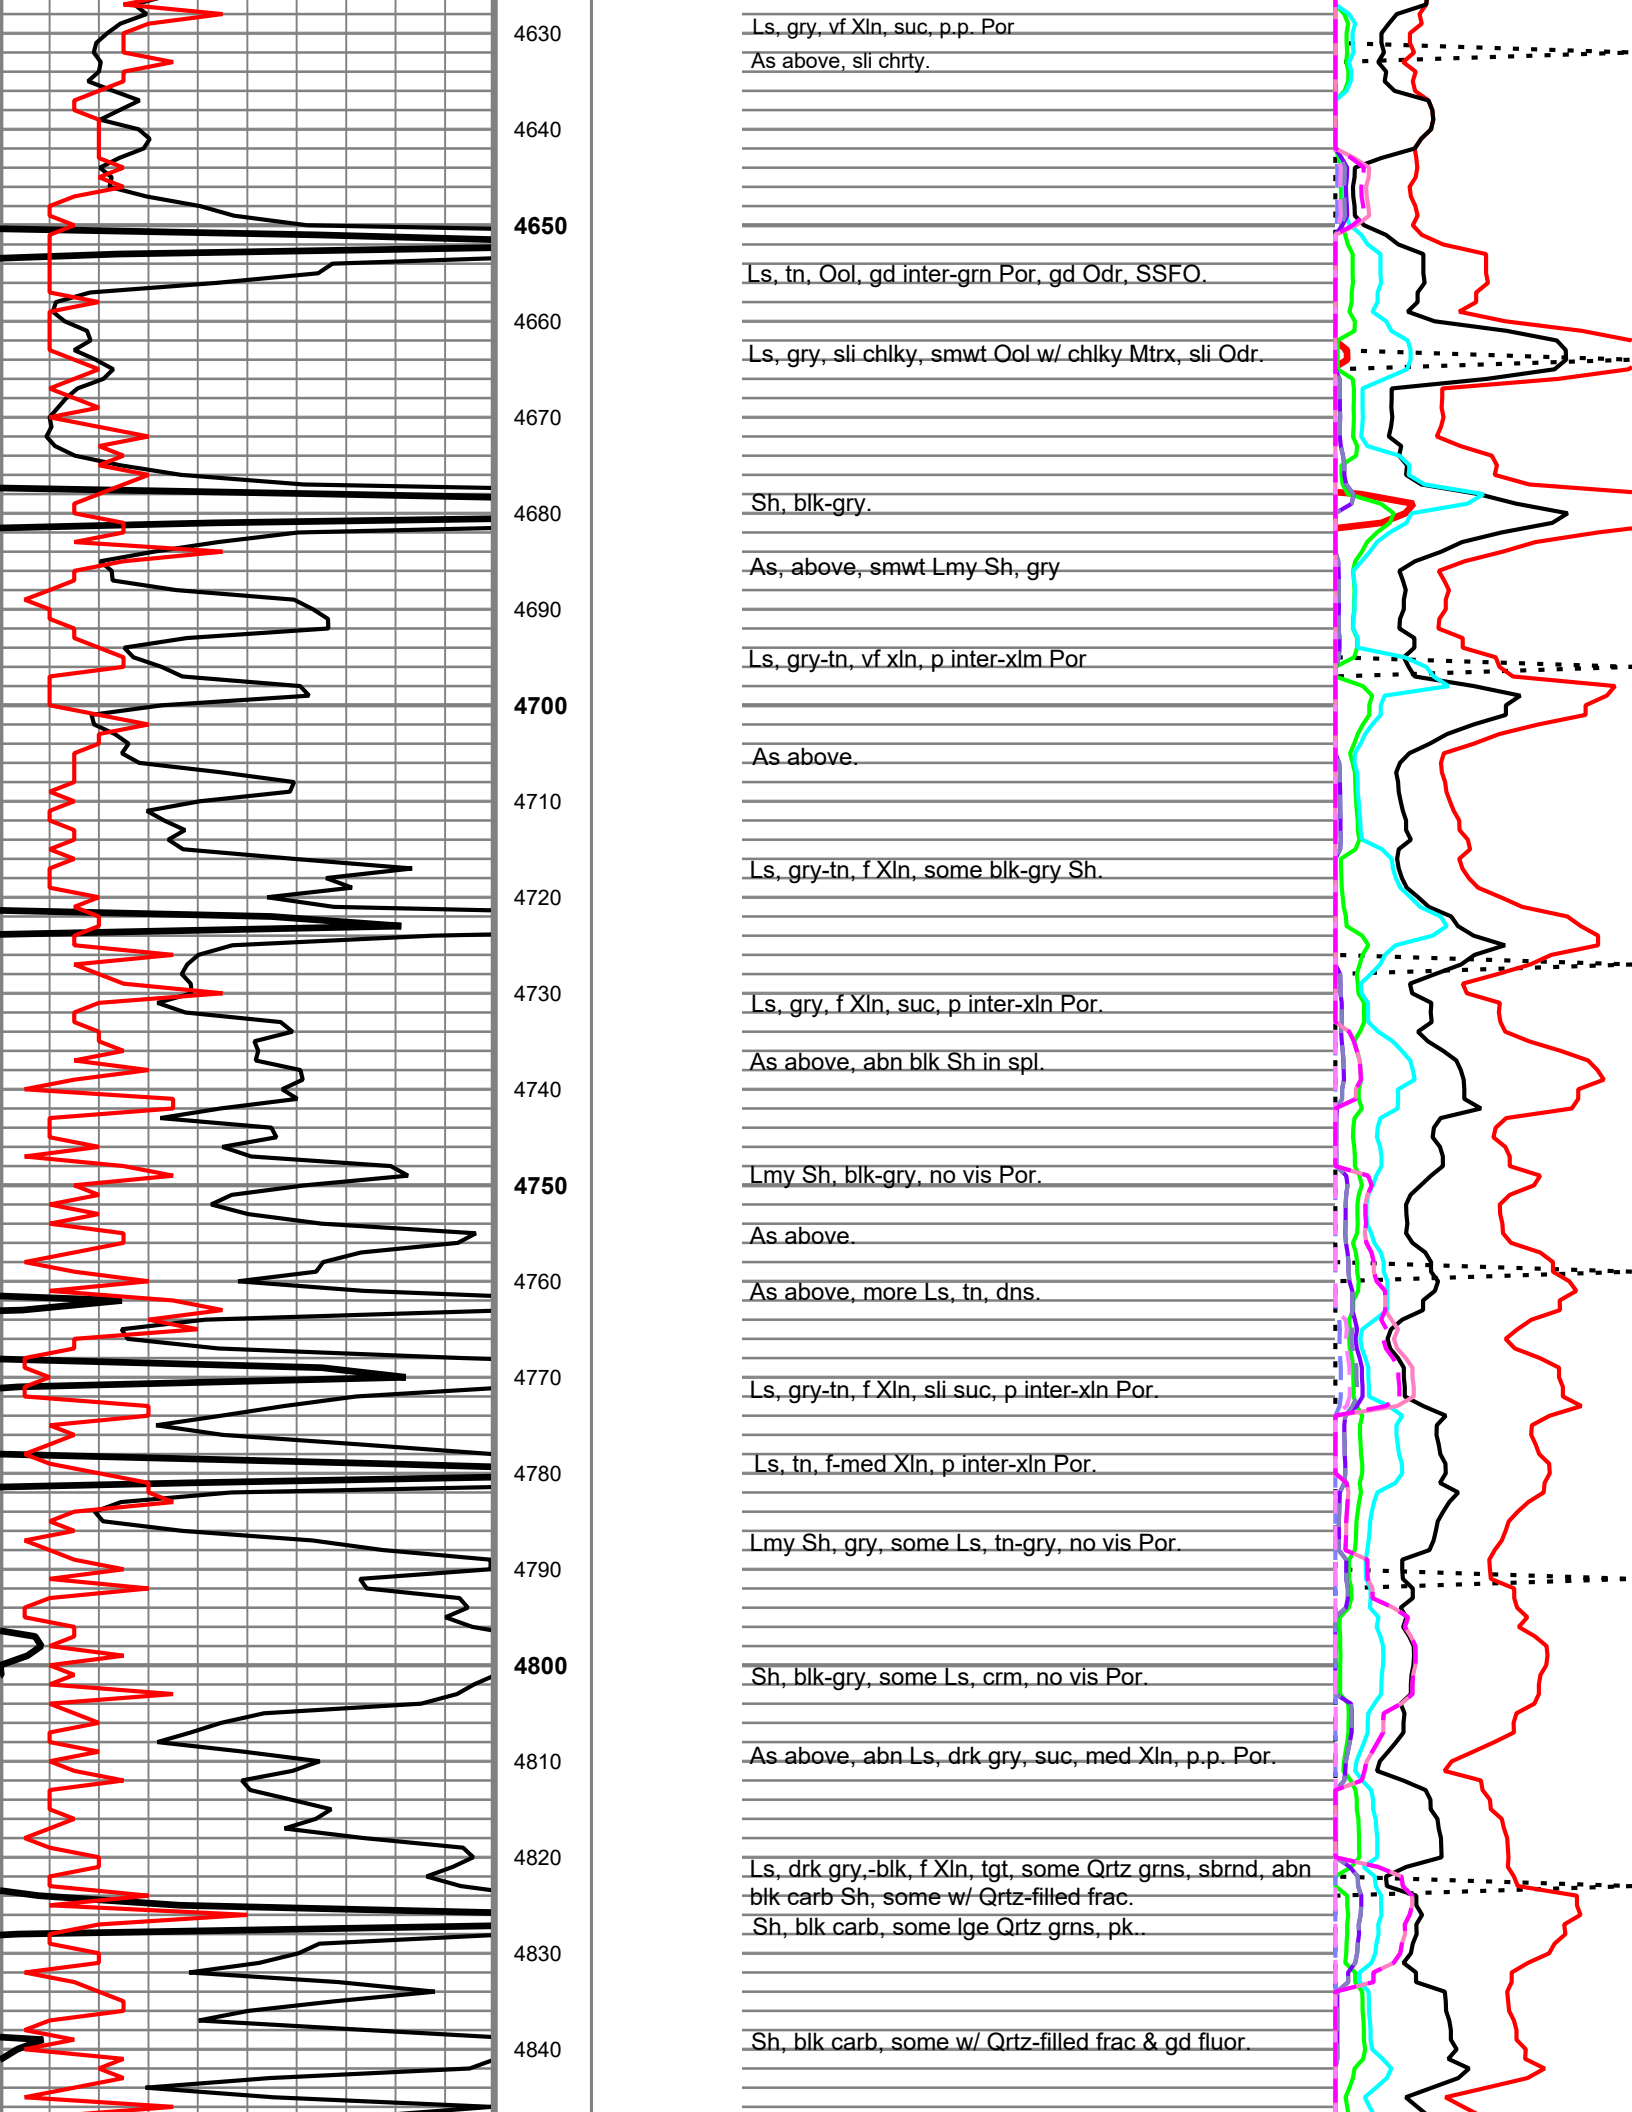 4630
Ls, gry, vf Xln, suc, p.p. Por
As above, sli chrty.
4640
4650
Ls, tn, Ool, gd inter-grn Por, gd Odr, SSFO.
4660
Ls, gry, sli chlky, smwt Ool w/ chlky Mtrx, sli Odr.
4670
Sh, blk-gry.
4680
As, above, smwt Lmy Sh, gry
4690
Ls, gry-tn, vf xln, p inter-xlm Por
4700
As above.
4710
Ls, gry-tn, f Xln, some blk-gry Sh.
4720
4730
Ls, gry, f Xln, suc, p inter-xln Por.
As above, abn blk Sh in spl.
4740
Lmy Sh, blk-gry, no vis Por.
4750
As above.
4760
As above, more Ls, tn, dns.
4770
Ls, gry-tn, f Xln, sli suc, p inter-xln Por.
Ls, tn, f-med Xln, p inter-xln Por.
4780
Lmy Sh, gry, some Ls, tn-gry, no vis Por.
4790
4800
Sh, blk-gry, some Ls, crm, no vis Por.
4810
As above, abn Ls, drk gry, suc, med Xln, p.p. Por.
4820
Ls, drk gry,-blk, f Xln, tgt, some Qrtz grns, sbrnd, abn
blk carb Sh, some w/ Qrtz-filled frac.
Sh, blk carb, some lge Qrtz grns, pk..
4830
Sh, blk carb, some w/ Qrtz-filled frac & gd fluor.
4840